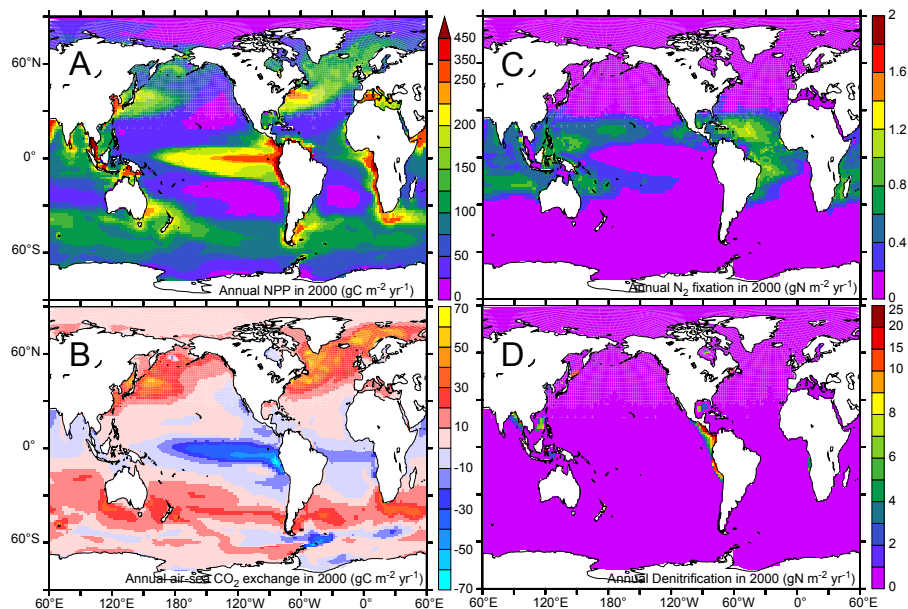 A
60°N
0°
60°S
Annual NPP in 2000 (gC m⁻² yr⁻¹)
450
350
250
200
150
100
50
0
C
Annual N₂ fixation in 2000 (gN m⁻² yr⁻¹)
2
1.6
1.2
0.8
0.4
0
B
60°N
0°
60°S
Annual air-sea CO₂ exchange in 2000 (gC m⁻² yr⁻¹)
70
50
30
10
-10
-30
-50
-70
60°E 120°E 180°E 120°W 60°W 0° 60°E
D
Annual Denitrification in 2000 (gN m⁻² yr⁻¹)
25
20
15
10
8
6
4
2
0
60°E 120°E 180°E 120°W 60°W 0° 60°E